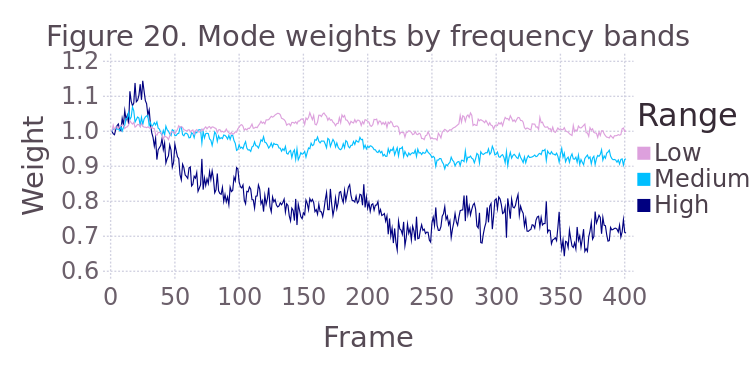 Figure 20. Mode weights by frequency bands
1.2
1.1
1.0
0.9
0.8
0.7
0.6
Weight
0 50 100 150 200 250 300 350 400
Frame
Range
Low
Medium
High